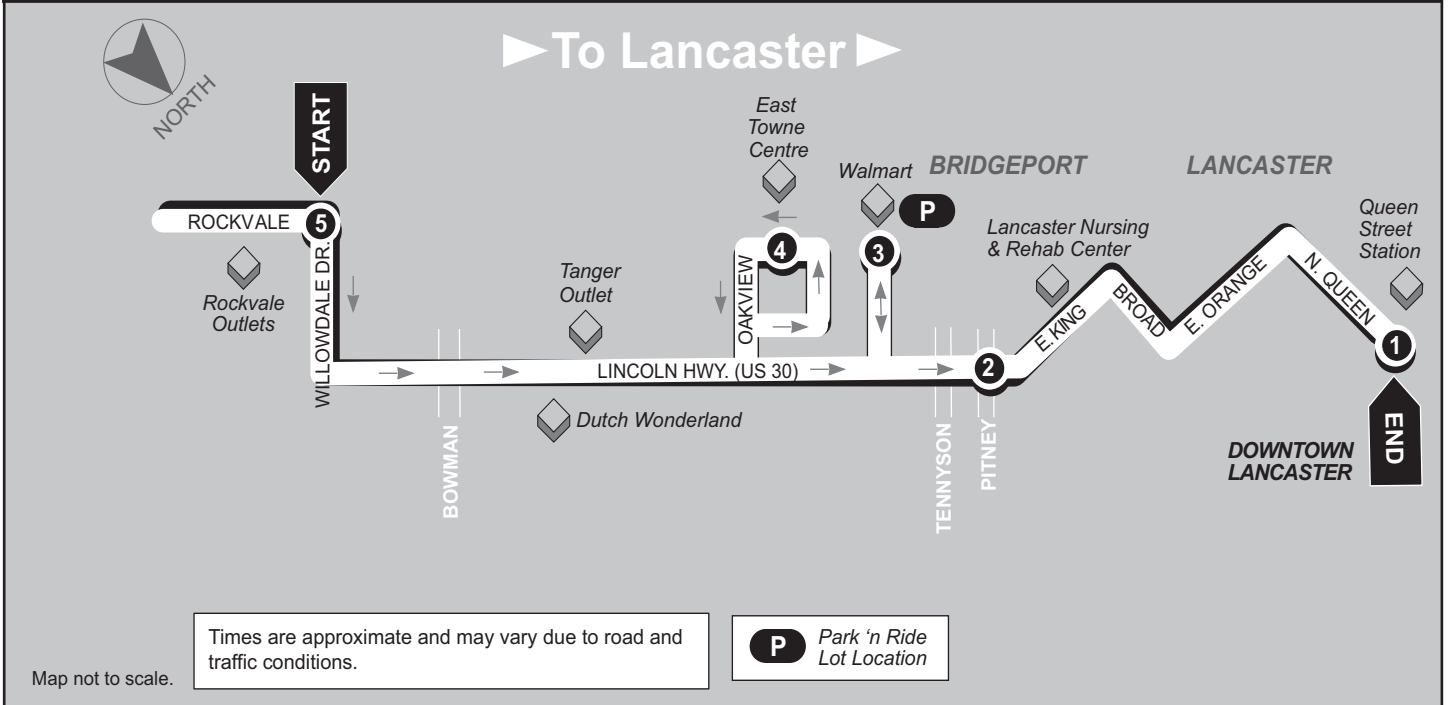 To Lancaster
NORTH
START
East
Towne
Centre
Walmart
BRIDGEPORT
LANCASTER
P
Queen
Street
Station
ROCKVALE
5
Lancaster Nursing
& Rehab Center
4
3
WILLOWDALE DR.
Rockvale
Outlets
Tanger
Outlet
OAKVIEW
E. KING
BROAD
E. ORANGE
N. QUEEN
1
LINCOLN HWY. (US 30)
2
Dutch Wonderland
BOWMAN
TENNYSON
PITNEY
END
DOWNTOWN
LANCASTER
Times are approximate and may vary due to road and
traffic conditions.
P
Park ‘n Ride
Lot Location
Map not to scale.